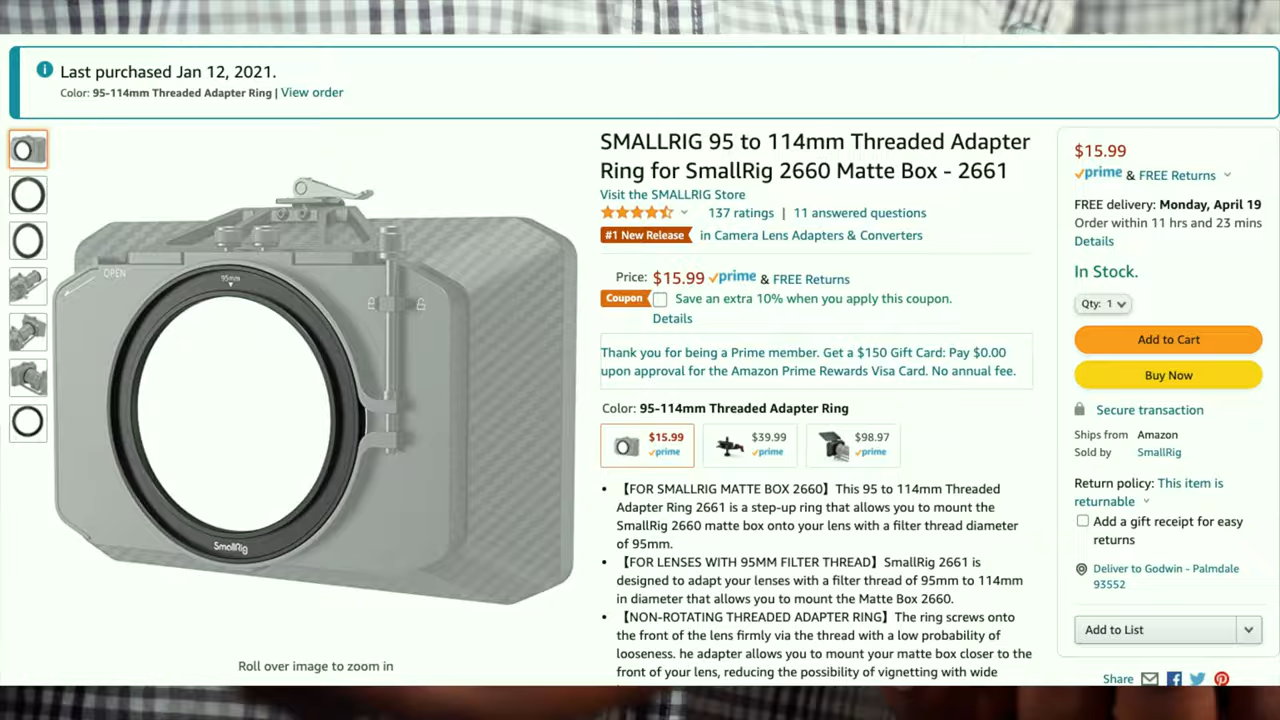 Last purchased Jan 12, 2021.
Color: 95-114mm Threaded Adapter Ring | View order
OPEN
95mm
SmallRig
Roll over image to zoom in
SMALLRIG 95 to 114mm Threaded Adapter
Ring for SmallRig 2660 Matte Box - 2661
Visit the SMALLRIG Store
137 ratings | 11 answered questions
#1 New Release in Camera Lens Adapters & Converters
Price: $15.99 prime & FREE Returns
Coupon Save an extra 10% when you apply this coupon.
Details
Thank you for being a Prime member. Get a $150 Gift Card: Pay $0.00
upon approval for the Amazon Prime Rewards Visa Card. No annual fee.
Color: 95-114mm Threaded Adapter Ring
$15.99 prime
$39.99 prime
$98.97 prime
• 【FOR SMALLRIG MATTE BOX 2660】This 95 to 114mm Threaded
Adapter Ring 2661 is a step-up ring that allows you to mount the
SmallRig 2660 matte box onto your lens with a filter thread diameter
of 95mm.
• 【FOR LENSES WITH 95MM FILTER THREAD】SmallRig 2661 is
designed to adapt your lenses with a filter thread of 95mm to 114mm
in diameter that allows you to mount the Matte Box 2660.
• 【NON-ROTATING THREADED ADAPTER RING】The ring screws onto
the front of the lens firmly via the thread with a low probability of
looseness. he adapter allows you to mount your matte box closer to the
front of your lens, reducing the possibility of vignetting with wide
$15.99
prime & FREE Returns
FREE delivery: Monday, April 19
Order within 11 hrs and 23 mins
Details
In Stock.
Qty: 1
Add to Cart
Buy Now
Secure transaction
Ships from Amazon
Sold by SmallRig
Return policy: This item is
returnable
Add a gift receipt for easy
returns
Deliver to Godwin - Palmdale
93552
Add to List
Share